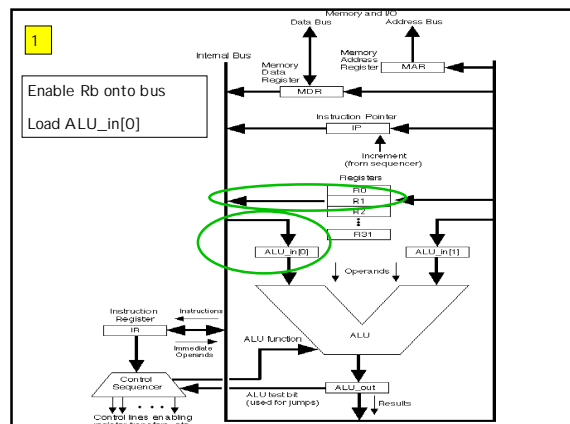 1
Enable Rb onto bus
Load ALU_in[0]
Memory and I/O
Data Bus
Address Bus
Internal Bus
Memory
Data
Register
Memory
Address
Register
MAR
MDR
Instruction Pointer
IP
Increment
(from sequencer)
Registers
R0
R1
R2
R31
ALU_in[0]
ALU_in[1]
Operands
Instruction
Register
Instructions
IR
Immediate
Operands
ALU function
ALU
Control
Sequencer
ALU test bit
(used for jumps)
ALU_out
Results
Control lines enabling